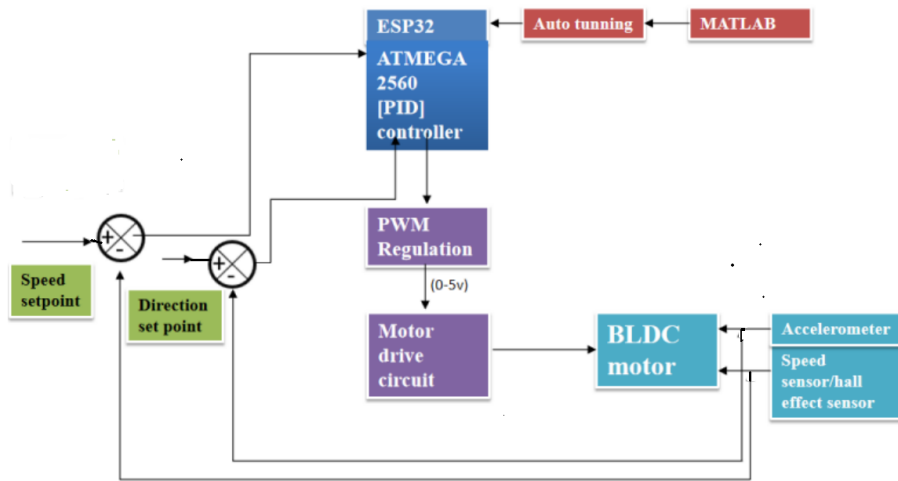 ESP32
ATMEGA
2560
[PID]
controller
Auto tunning
MATLAB
+
-
+
-
Speed
setpoint
Direction
set point
PWM
Regulation
(0-5v)
Motor
drive
circuit
BLDC
motor
Accelerometer
Speed
sensor/hall
effect sensor